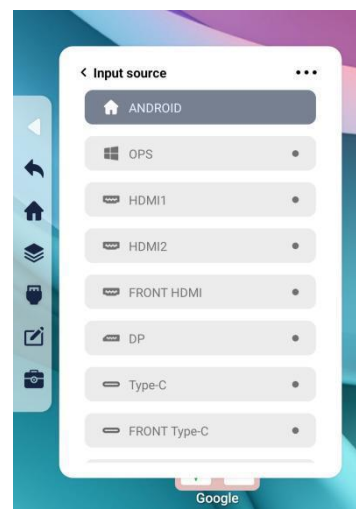 Input source
ANDROID
OPS
HDMI1
HDMI2
FRONT HDMI
DP
Type-C
FRONT Type-C
Google